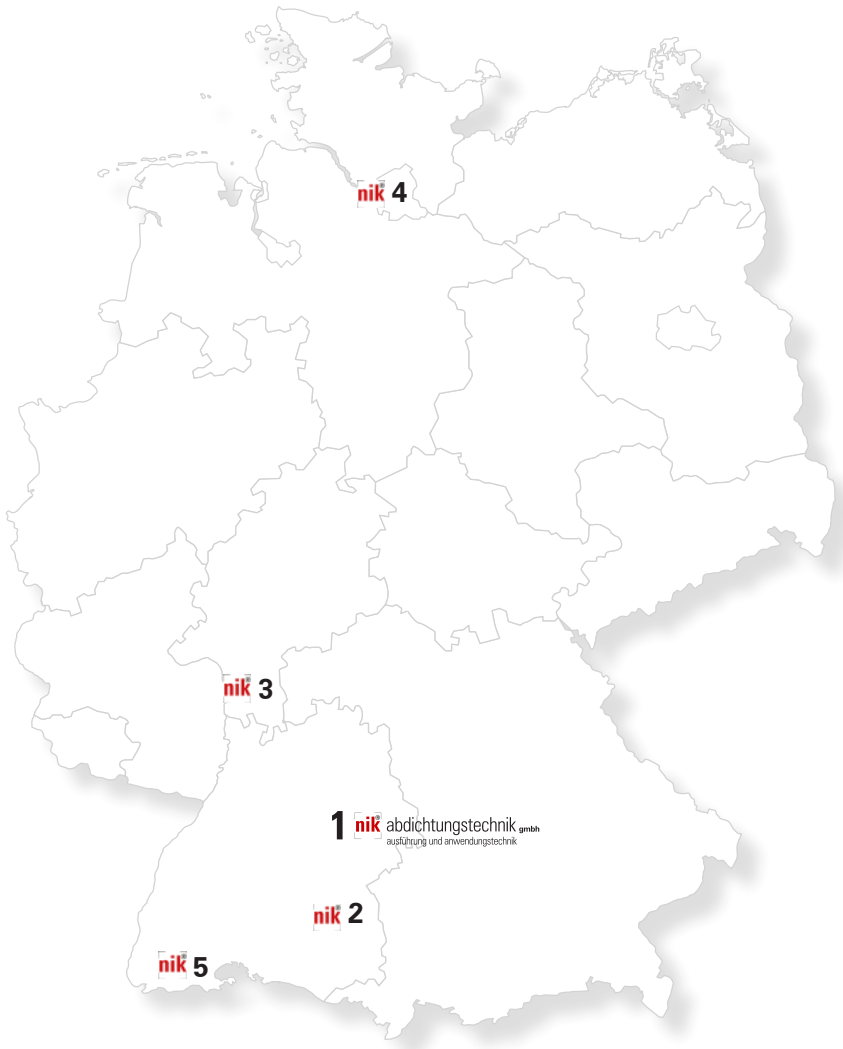 nik 4
nik 3
1 nik abdichtungstechnik gmbh
ausführung und anwendungstechnik
nik 2
nik 5